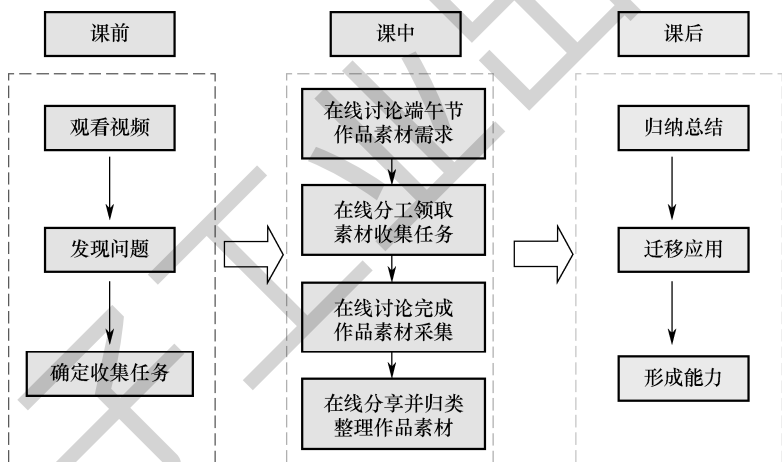 课前
观看视频
发现问题
确定收集任务
课中
在线讨论端午节
作品素材需求
在线分工领取
素材收集任务
在线讨论完成
作品素材采集
在线分享并归类
整理作品素材
课后
归纳总结
迁移应用
形成能力
子工业出